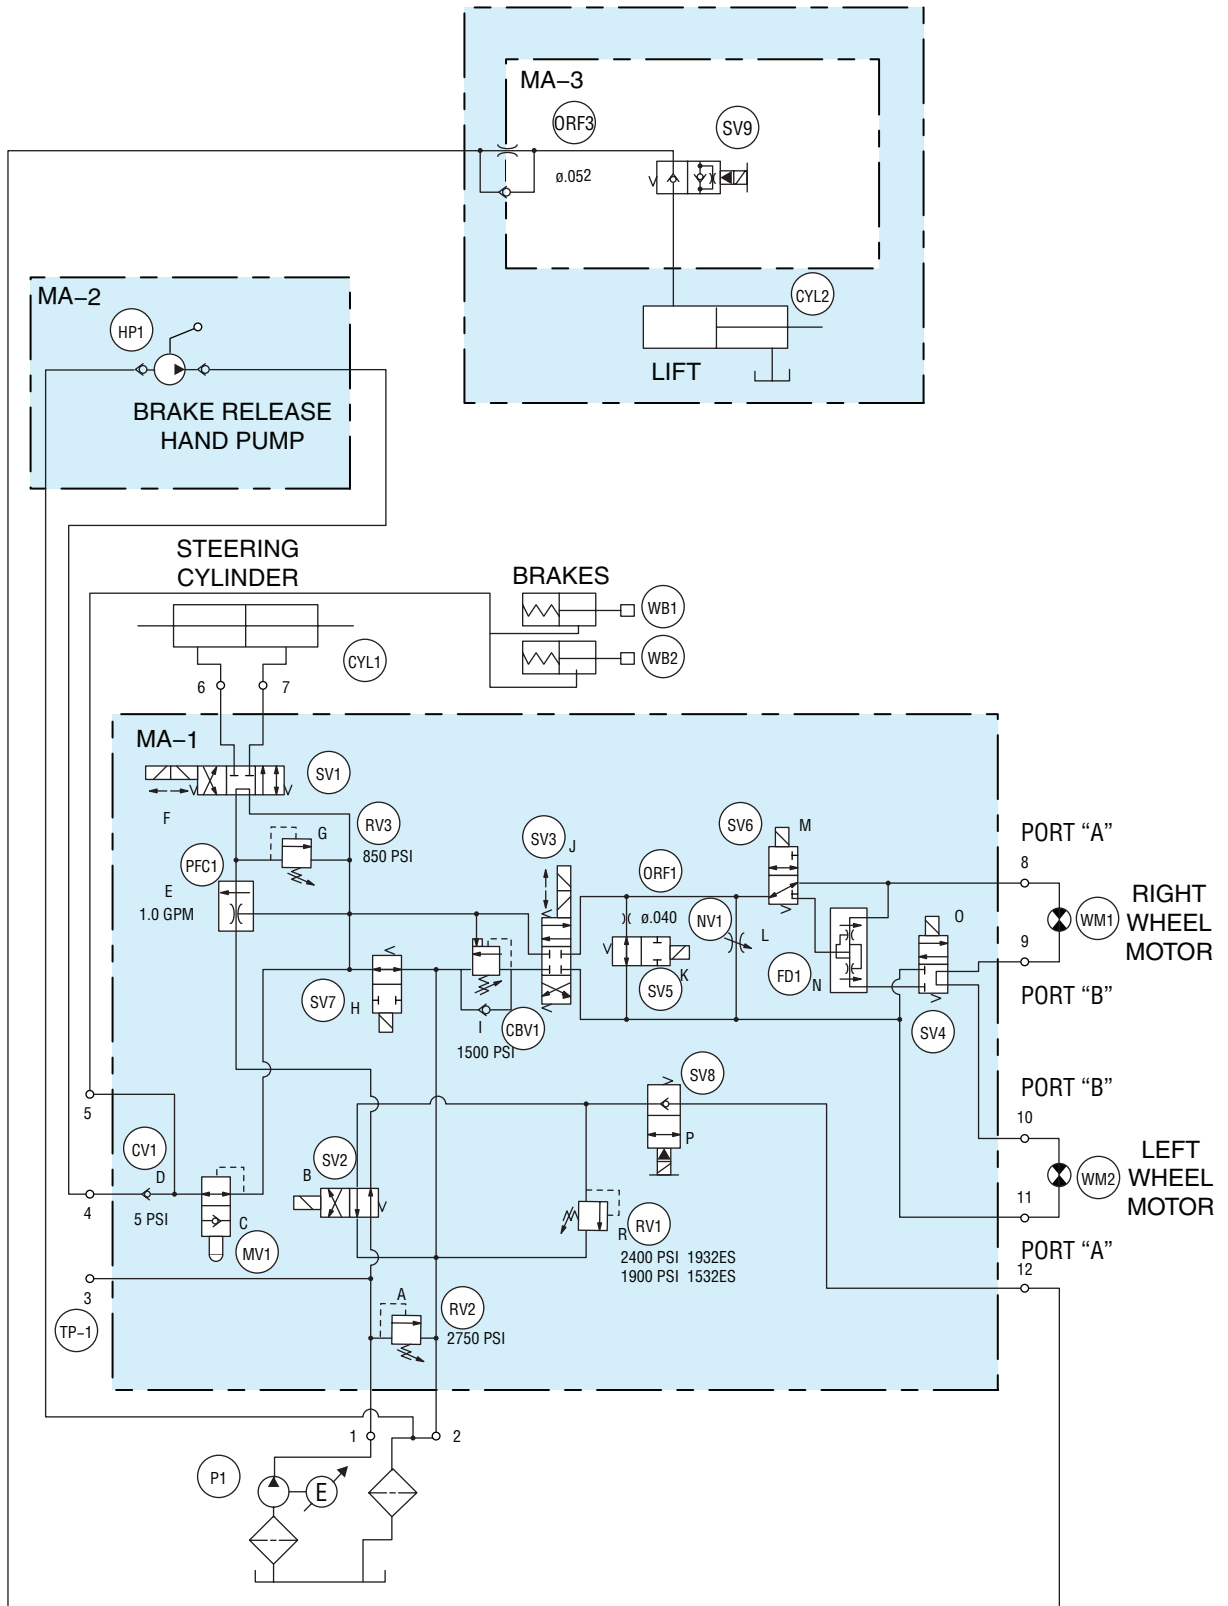 MA–3
ORF3
SV9
ø.052
CYL2
LIFT
MA–2
HP1
BRAKE RELEASE
HAND PUMP
STEERING
CYLINDER
BRAKES
WB1
WB2
CYL1
6
7
MA–1
SV1
F
G
RV3
850 PSI
PFC1
E
1.0 GPM
SV3
J
SV6
M
PORT “A”
8
ORF1
ø.040
NV1
L
O
RIGHT
WHEEL
MOTOR
WM1
9
K
SV5
FD1
N
PORT “B”
SV7
H
I
CBV1
1500 PSI
SV4
SV8
PORT “B”
5
10
CV1
D
SV2
B
P
LEFT
WHEEL
MOTOR
WM2
4
5 PSI
C
MV1
11
R
RV1
2400 PSI 1932ES
1900 PSI 1532ES
PORT “A”
12
3
TP–1
A
RV2
2750 PSI
1
2
P1
E